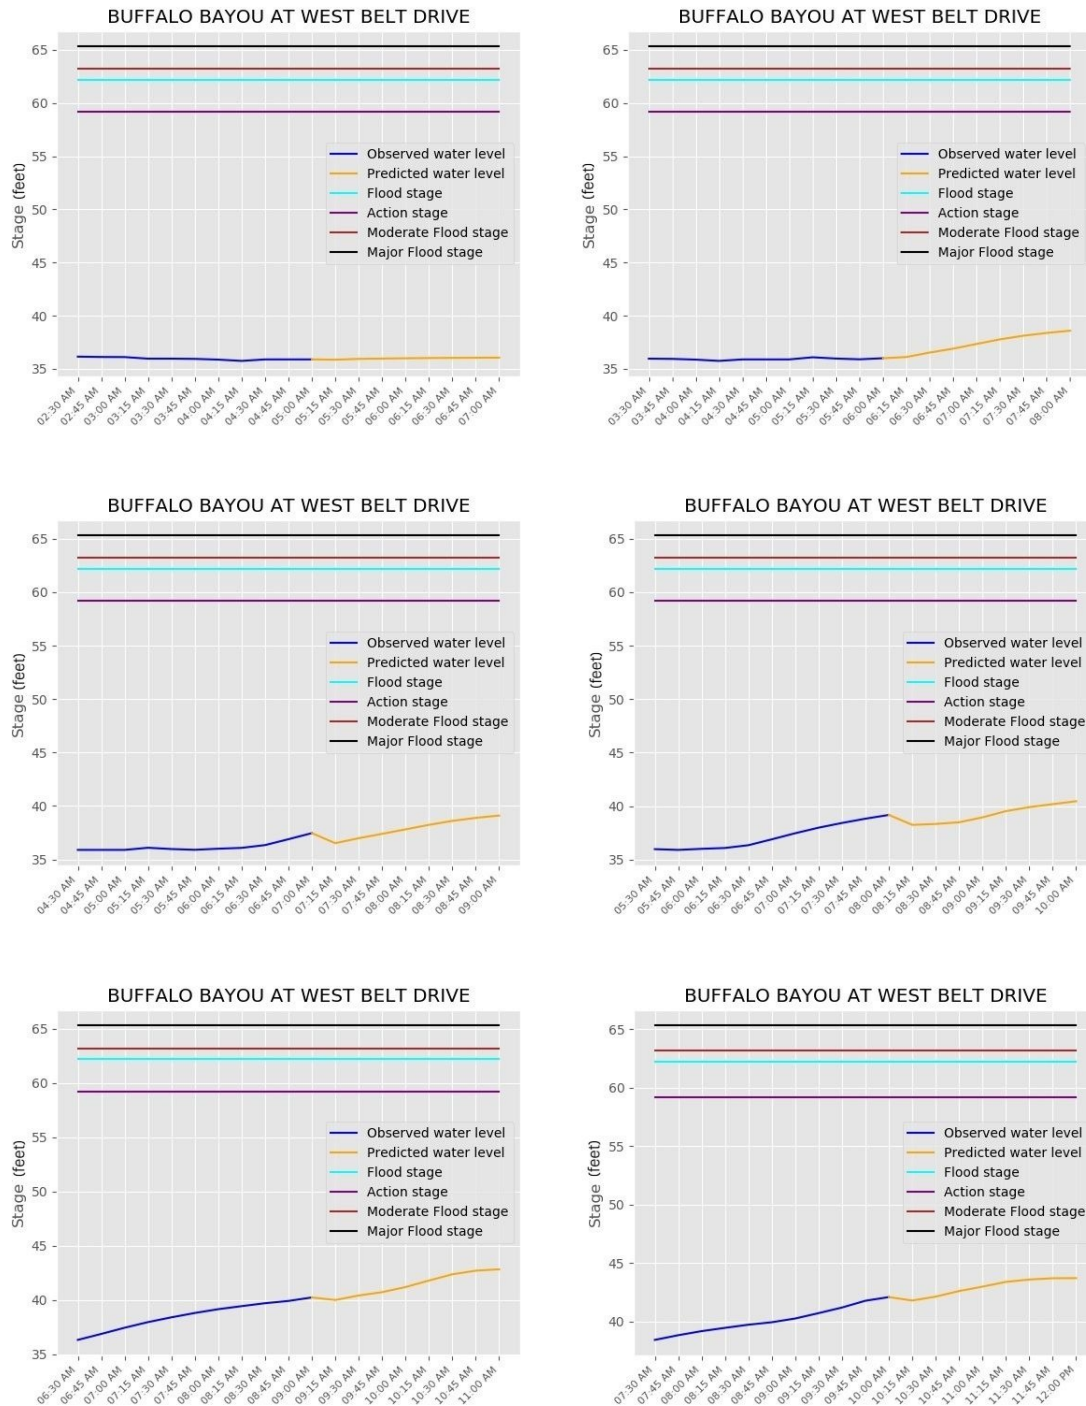 BUFFALO BAYOU AT WEST BELT DRIVE
65
60
55
50
45
40
35
Stage (feet)
Observed water level
Predicted water level
Flood stage
Action stage
Moderate Flood stage
Major Flood stage
02:30 AM
02:45 AM
03:00 AM
03:15 AM
03:30 AM
03:45 AM
04:00 AM
04:15 AM
04:30 AM
04:45 AM
05:00 AM
05:15 AM
05:30 AM
05:45 AM
06:00 AM
06:15 AM
06:30 AM
06:45 AM
07:00 AM
BUFFALO BAYOU AT WEST BELT DRIVE
65
60
55
50
45
40
35
Stage (feet)
Observed water level
Predicted water level
Flood stage
Action stage
Moderate Flood stage
Major Flood stage
03:30 AM
03:45 AM
04:00 AM
04:15 AM
04:30 AM
04:45 AM
05:00 AM
05:15 AM
05:30 AM
05:45 AM
06:00 AM
06:15 AM
06:30 AM
06:45 AM
07:00 AM
07:15 AM
07:30 AM
07:45 AM
08:00 AM
BUFFALO BAYOU AT WEST BELT DRIVE
65
60
55
50
45
40
35
Stage (feet)
Observed water level
Predicted water level
Flood stage
Action stage
Moderate Flood stage
Major Flood stage
04:30 AM
04:45 AM
05:00 AM
05:15 AM
05:30 AM
05:45 AM
06:00 AM
06:15 AM
06:30 AM
06:45 AM
07:00 AM
07:15 AM
07:30 AM
07:45 AM
08:00 AM
08:15 AM
08:30 AM
08:45 AM
09:00 AM
BUFFALO BAYOU AT WEST BELT DRIVE
65
60
55
50
45
40
35
Stage (feet)
Observed water level
Predicted water level
Flood stage
Action stage
Moderate Flood stage
Major Flood stage
05:30 AM
05:45 AM
06:00 AM
06:15 AM
06:30 AM
06:45 AM
07:00 AM
07:15 AM
07:30 AM
07:45 AM
08:00 AM
08:15 AM
08:30 AM
08:45 AM
09:00 AM
09:15 AM
09:30 AM
09:45 AM
10:00 AM
BUFFALO BAYOU AT WEST BELT DRIVE
65
60
55
50
45
40
35
Stage (feet)
Observed water level
Predicted water level
Flood stage
Action stage
Moderate Flood stage
Major Flood stage
06:30 AM
06:45 AM
07:00 AM
07:15 AM
07:30 AM
07:45 AM
08:00 AM
08:15 AM
08:30 AM
08:45 AM
09:00 AM
09:15 AM
09:30 AM
09:45 AM
10:00 AM
10:15 AM
10:30 AM
10:45 AM
11:00 AM
BUFFALO BAYOU AT WEST BELT DRIVE
65
60
55
50
45
40
Stage (feet)
Observed water level
Predicted water level
Flood stage
Action stage
Moderate Flood stage
Major Flood stage
07:30 AM
07:45 AM
08:00 AM
08:15 AM
08:30 AM
08:45 AM
09:00 AM
09:15 AM
09:30 AM
09:45 AM
10:00 AM
10:15 AM
10:30 AM
10:45 AM
11:00 AM
11:15 AM
11:30 AM
11:45 AM
12:00 PM